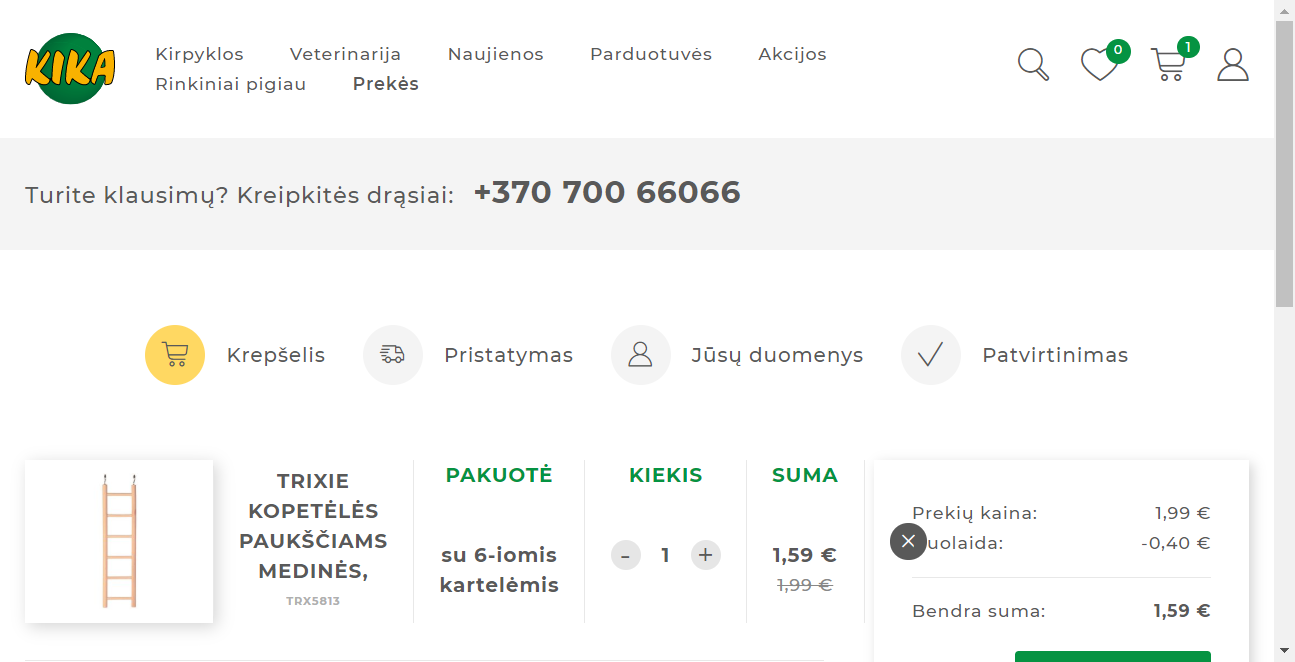 KIKA
Kirpyklos Veterinarija Naujienos Parduotuvės Akcijos
Rinkiniai pigiau Prekės
0
1
Turite klausimų? Kreipkitės drąsiai: +370 700 66066
Krepšelis Pristatymas Jūsų duomenys Patvirtinimas
TRIXIE
KOPETĖLĖS
PAUKŠČIAMS
MEDINĖS,
TRX5813
PAKUOTĖ
su 6-iomis
kartelėmis
KIEKIS
- 1 +
SUMA
1,59 €
1,99 €
Prekių kaina: 1,99 €
uolaida: -0,40 €
Bendra suma: 1,59 €